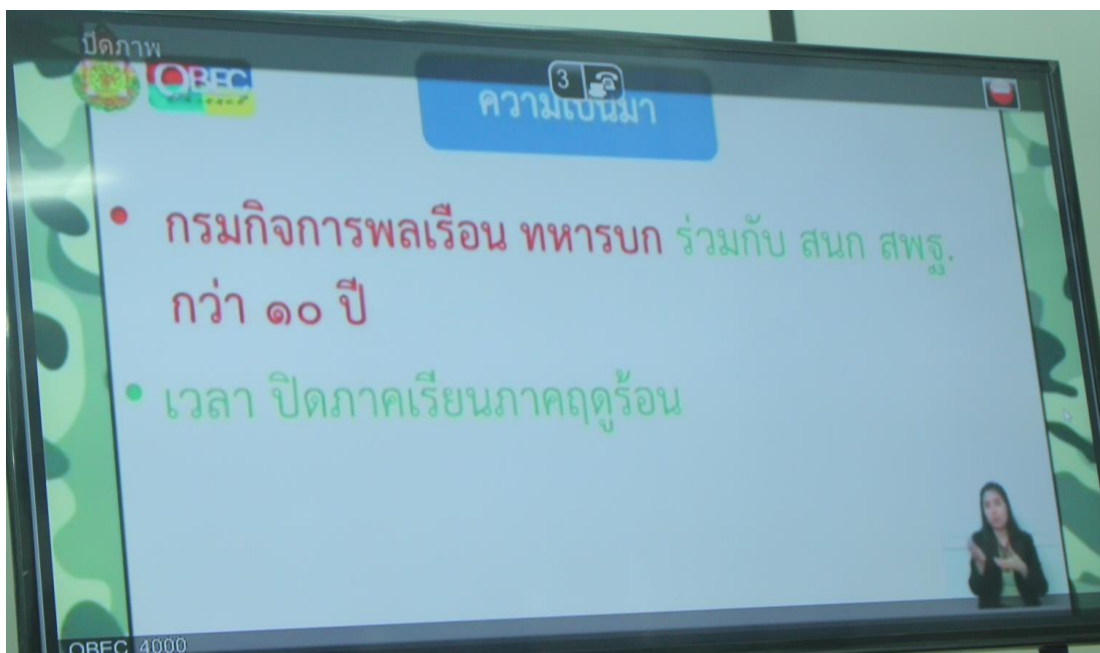 ปิดภาพ
OBEC
3
ความเป็นมา
• กรมกิจการพลเรือน ทหารบก ร่วมกับ สนก สพฐ.
กว่า ๑๐ ปี
• เวลา ปิดภาคเรียนภาคฤดูร้อน
OBEC 4000